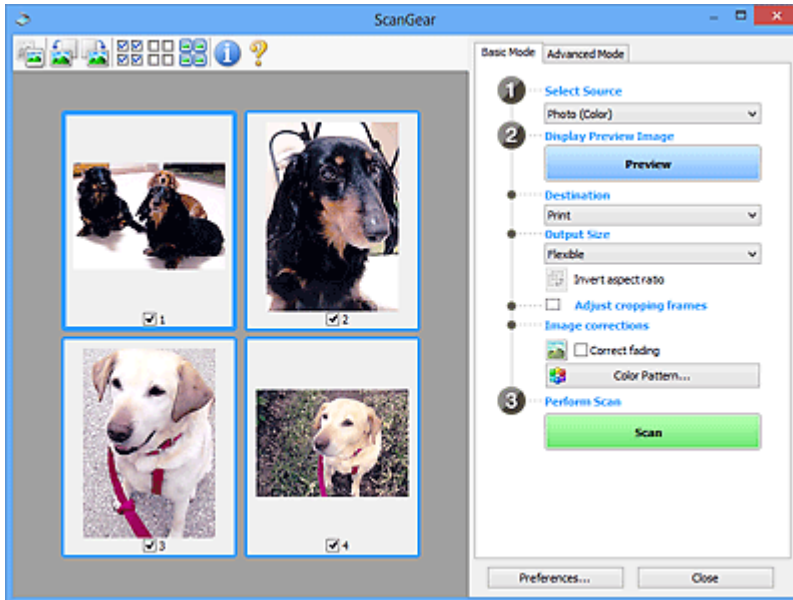 ScanGear
Basic Mode
Advanced Mode
1
Select Source
Photo (Color)
2
Display Preview Image
Preview
Destination
Print
Output Size
Flexible
Invert aspect ratio
Adjust cropping frames
Image corrections
Correct fading
Color Pattern...
3
Perform Scan
Scan
Preferences...
Close
1
2
3
4